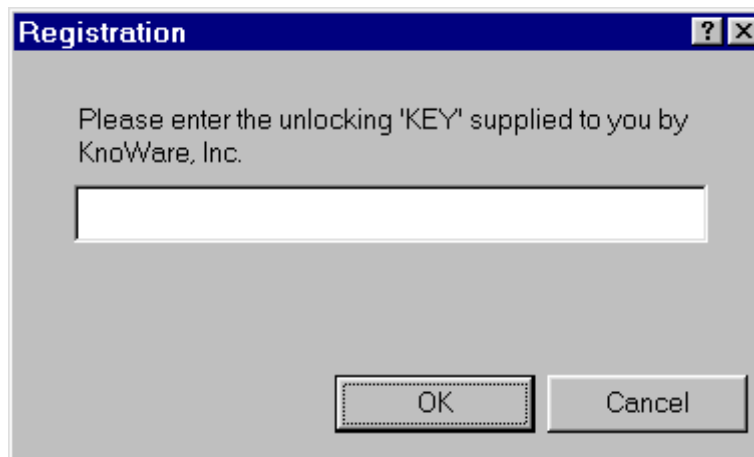 Registration
Please enter the unlocking 'KEY' supplied to you by
KnoWare, Inc.
OK
Cancel